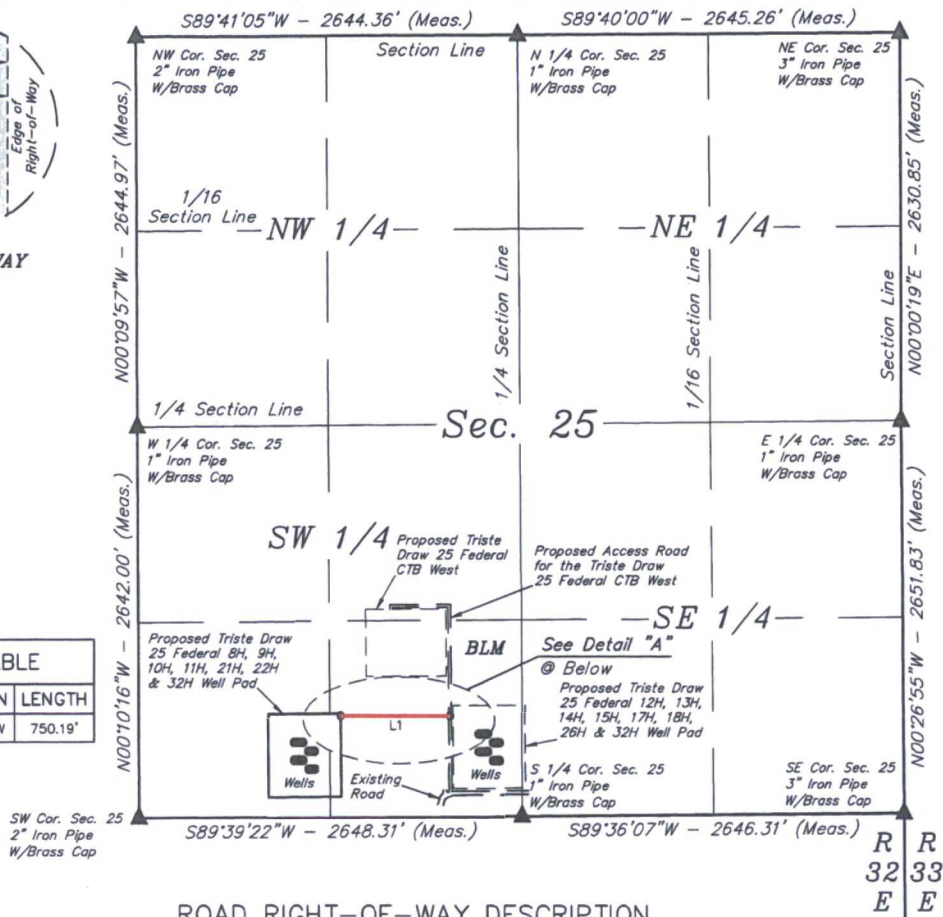 S89°41'05"W - 2644.36' (Meas.)
S89°40'00"W - 2645.26' (Meas.)
Section Line
NW Cor. Sec. 25
2" Iron Pipe
W/Brass Cap
N 1/4 Cor. Sec. 25
1" Iron Pipe
W/Brass Cap
NE Cor. Sec. 25
3" Iron Pipe
W/Brass Cap
Edge of
Right-of-Way
N00°09'57"W - 2644.97' (Meas.)
N00°00'19"E - 2630.85' (Meas.)
1/16
Section Line
NW 1/4
NE 1/4
1/4 Section Line
1/16 Section Line
Section Line
1/4 Section Line
Sec. 25
W 1/4 Cor. Sec. 25
1" Iron Pipe
W/Brass Cap
E 1/4 Cor. Sec. 25
1" Iron Pipe
W/Brass Cap
N00°10'16"W - 2642.00' (Meas.)
N00°26'55"W - 2651.83' (Meas.)
SW 1/4
Proposed Triste
Draw 25 Federal
CTB West
Proposed Access Road
for the Triste Draw
25 Federal CTB West
SE 1/4
BLM
See Detail "A"
@ Below
Proposed Triste Draw
25 Federal 8H, 9H,
10H, 11H, 21H, 22H
& 32H Well Pad
Proposed Triste Draw
25 Federal 12H, 13H,
14H, 15H, 17H, 18H,
26H & 32H Well Pad
LENGTH
750.19'
L1
Wells
Wells
Existing
Road
S 1/4 Cor. Sec. 25
1" Iron Pipe
W/Brass Cap
SE Cor. Sec. 25
3" Iron Pipe
W/Brass Cap
SW Cor. Sec. 25
2" Iron Pipe
W/Brass Cap
S89°39'22"W - 2648.31' (Meas.)
S89°36'07"W - 2646.31' (Meas.)
R R
32 33
E E
ROAD RIGHT-OF-WAY DESCRIPTION